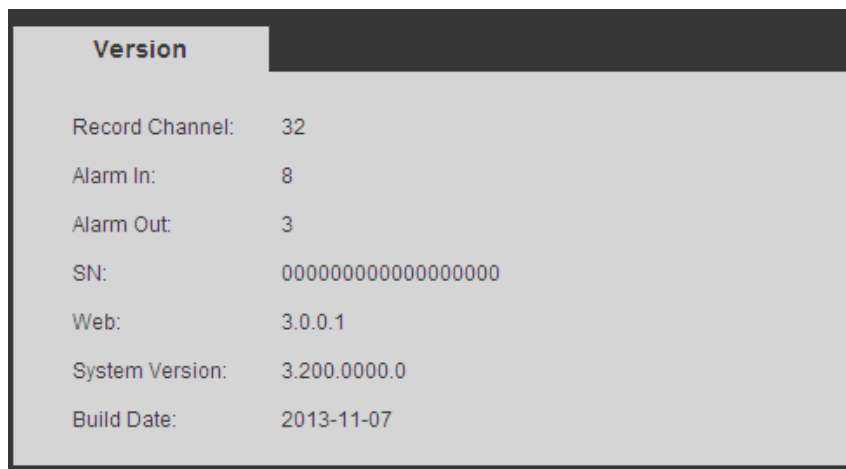 Version
Record Channel: 32
Alarm In: 8
Alarm Out: 3
SN: 000000000000000000
Web: 3.0.0.1
System Version: 3.200.0000.0
Build Date: 2013-11-07